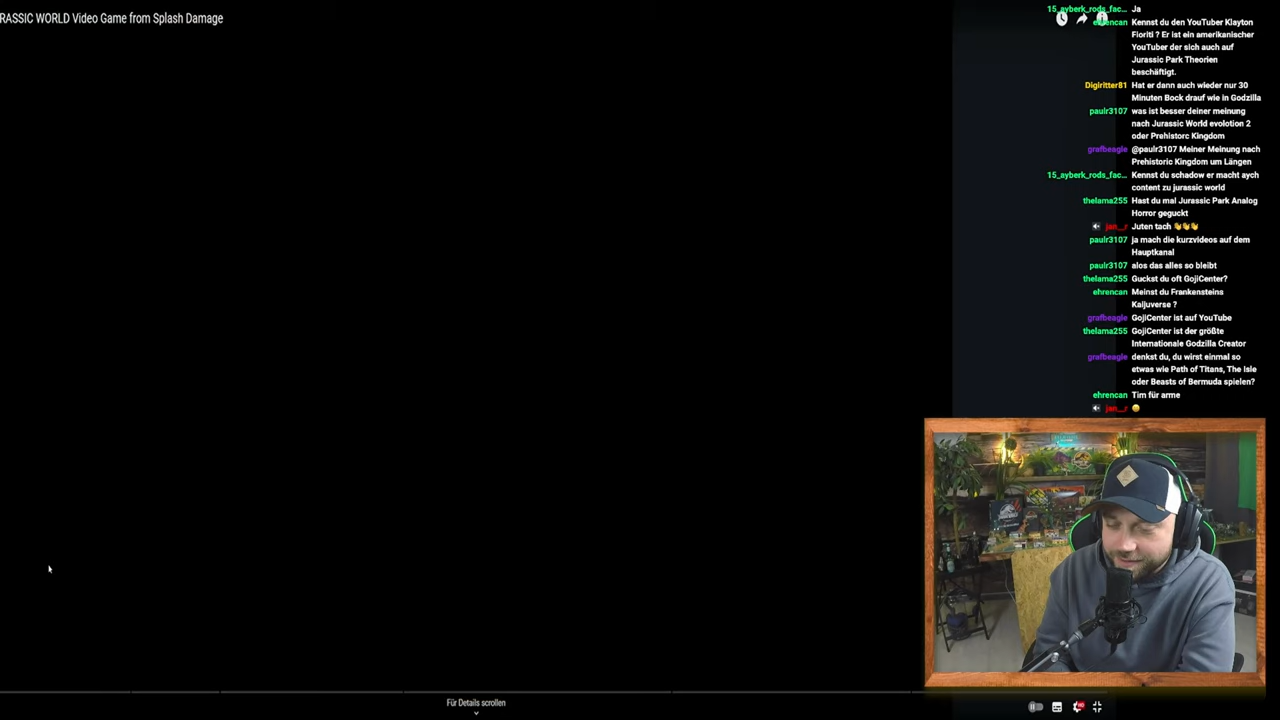 RASSIC WORLD Video Game from Splash Damage
15_ayberk_rods_fac... Ja
ehrencan Kennst du den YouTuber Klayton
Fioriti ? Er ist ein amerikanischer
YouTuber der sich auch auf
Jurassic Park Theorien
beschäftigt.
Digiritter81 Hat er dann auch wieder nur 30
Minuten Bock drauf wie in Godzilla
paulr3107 was ist besser deiner meinung
nach Jurassic World evolotion 2
oder Prehistorc Kingdom
grafbeagle @paulr3107 Meiner Meinung nach
Prehistoric Kingdom um Längen
15_ayberk_rods_fac... Kennst du schadow er macht aych
content zu jurassic world
thelama255 Hast du mal Jurassic Park Analog
Horror geguckt
jan__r Juten tach 👋👋👋
paulr3107 ja mach die kurzvideos auf dem
Hauptkanal
paulr3107 alos das alles so bleibt
thelama255 Guckst du oft GojiCenter?
ehrencan Meinst du Frankensteins
Kaijuverse ?
grafbeagle GojiCenter ist auf YouTube
thelama255 GojiCenter ist der größte
Internationale Godzilla Creator
grafbeagle denkst du, du wirst einmal so
etwas wie Path of Titans, The Isle
oder Beasts of Bermuda spielen?
ehrencan Tim für arme
jan__r
Für Details scrollen